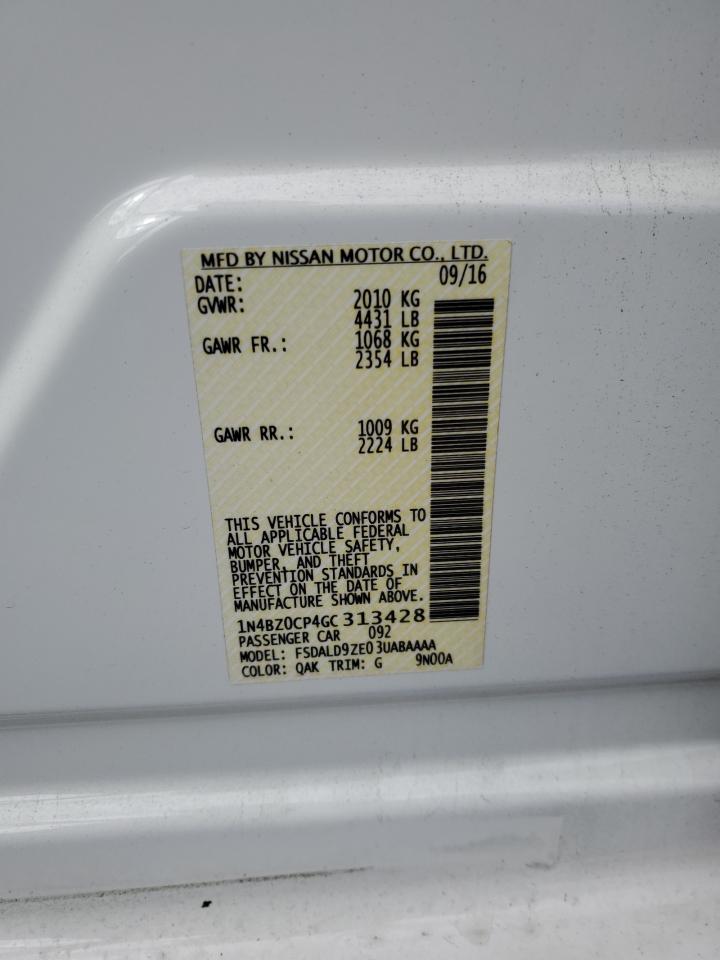 MFD BY NISSAN MOTOR CO., LTD.
DATE: 09/16
GVWR: 2010 KG
4431 LB
GAWR FR.: 1068 KG
2354 LB
GAWR RR.: 1009 KG
2224 LB
THIS VEHICLE CONFORMS TO
ALL APPLICABLE FEDERAL
MOTOR VEHICLE SAFETY,
BUMPER, AND THEFT
PREVENTION STANDARDS IN
EFFECT ON THE DATE OF
MANUFACTURE SHOWN ABOVE.
1N4BZ0CP4GC313428
PASSENGER CAR 092
MODEL: FSDALD9ZE03UABAAAA
COLOR: QAK TRIM: G 9N00A